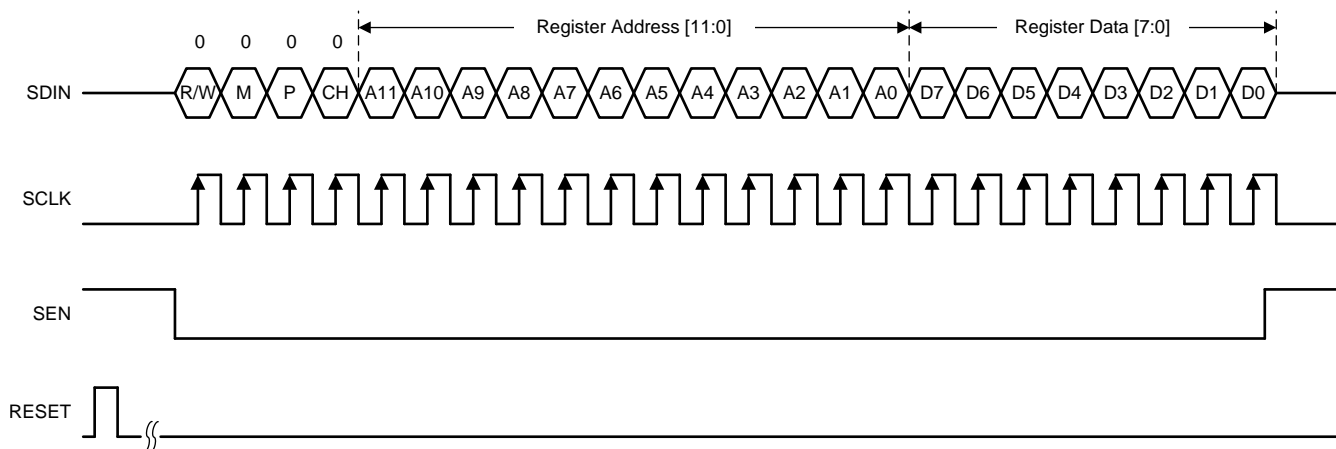 Register Address [11:0] Register Data [7:0]
0 0 0 0
SDIN R/W M P CH A11 A10 A9 A8 A7 A6 A5 A4 A3 A2 A1 A0 D7 D6 D5 D4 D3 D2 D1 D0
SCLK
SEN
RESET